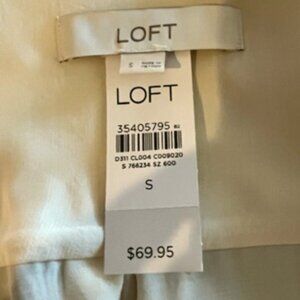 LOFT
S
LOFT
35405795
D311 CL004 C009020
S 766234 SZ 600
S
$69.95